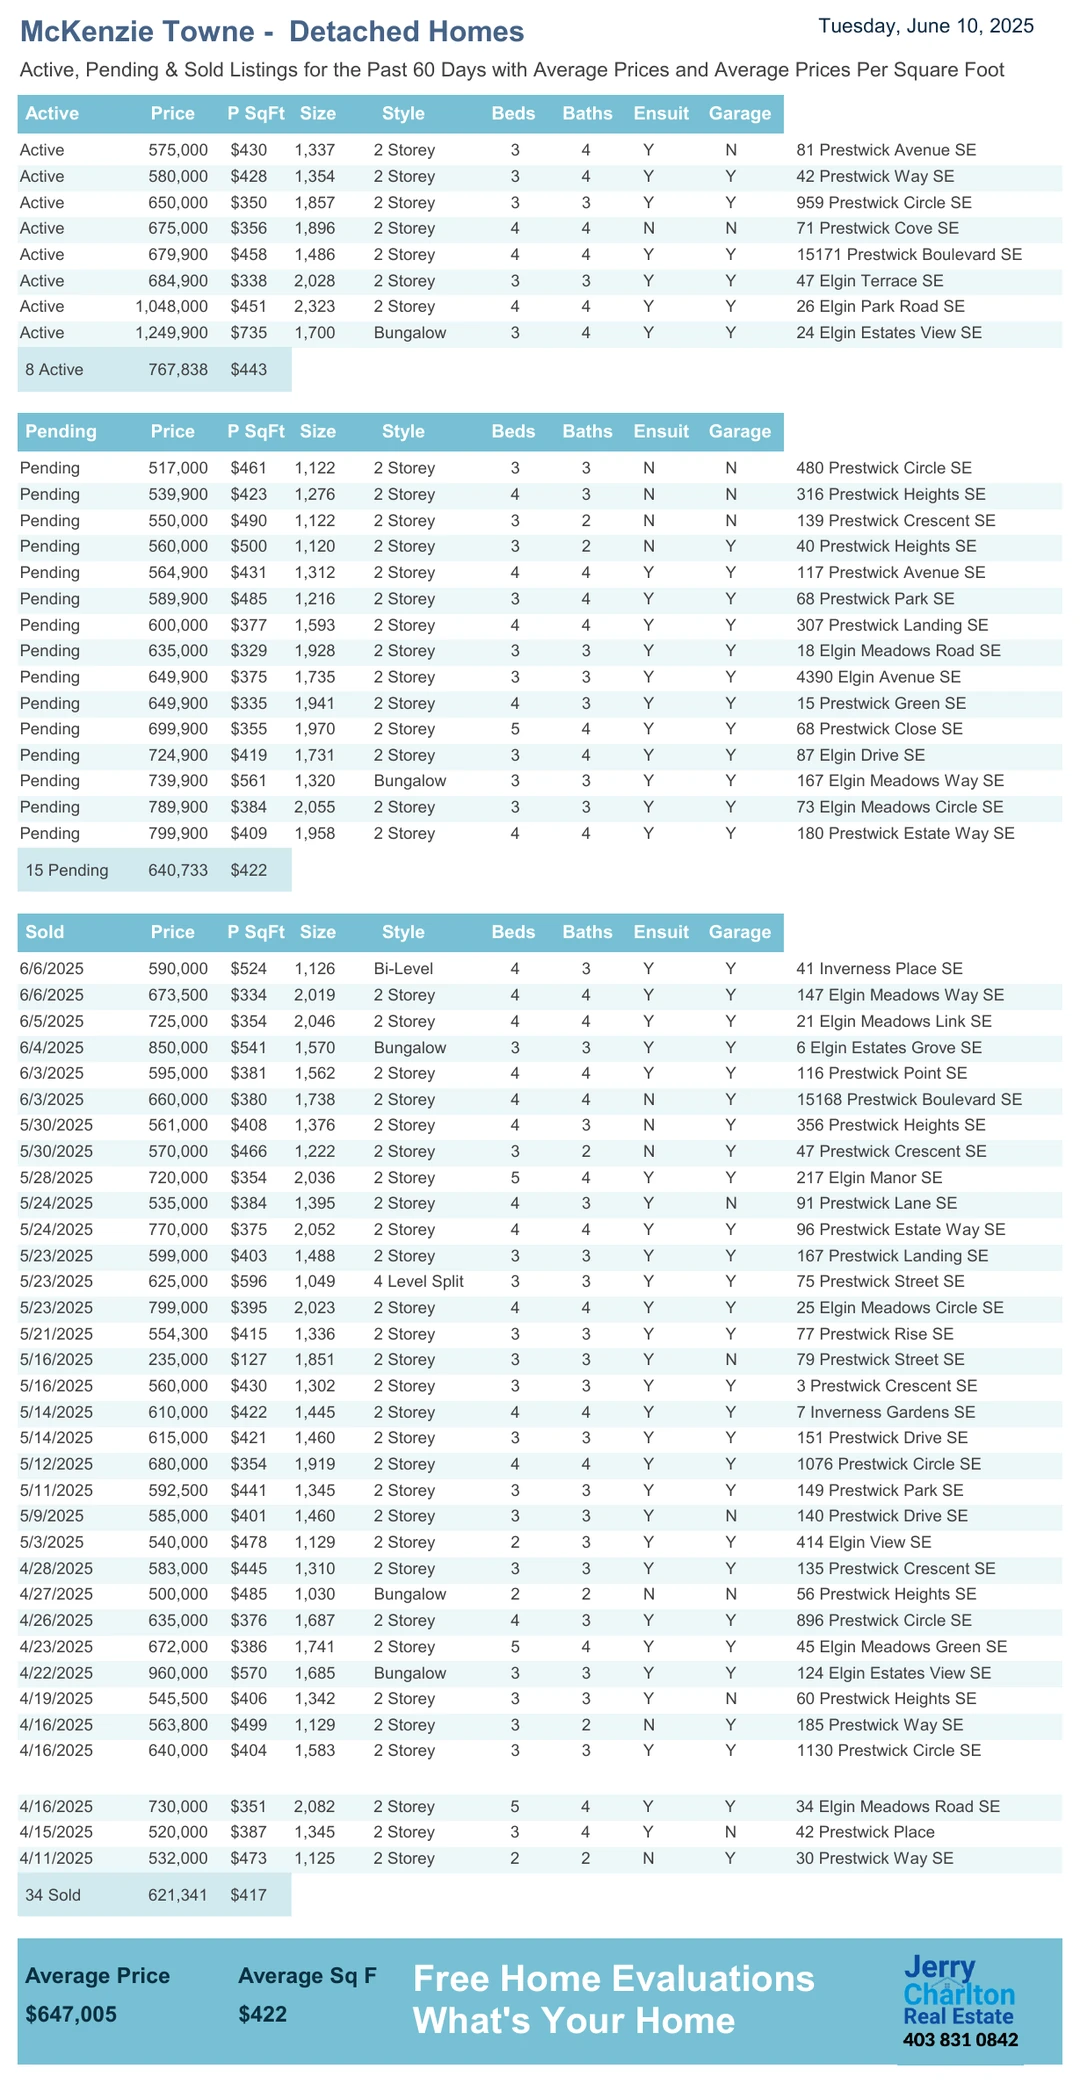 McKenzie Towne -  Detached Homes
Tuesday, June 10, 2025
Active, Pending & Sold Listings for the Past 60 Days with Average Prices and Average Prices Per Square Foot
Active Price P SqFt Size Style Beds Baths Ensuit Garage
Active 575,000 $430 1,337 2 Storey 3 4 Y N 81 Prestwick Avenue SE
Active 580,000 $428 1,354 2 Storey 3 4 Y Y 42 Prestwick Way SE
Active 650,000 $350 1,857 2 Storey 3 3 Y Y 959 Prestwick Circle SE
Active 675,000 $356 1,896 2 Storey 4 4 N N 71 Prestwick Cove SE
Active 679,900 $458 1,486 2 Storey 4 4 Y Y 15171 Prestwick Boulevard SE
Active 684,900 $338 2,028 2 Storey 3 3 Y Y 47 Elgin Terrace SE
Active 1,048,000 $451 2,323 2 Storey 4 4 Y Y 26 Elgin Park Road SE
Active 1,249,900 $735 1,700 Bungalow 3 4 Y Y 24 Elgin Estates View SE
8 Active 767,838 $443
Pending Price P SqFt Size Style Beds Baths Ensuit Garage
Pending 517,000 $461 1,122 2 Storey 3 3 N N 480 Prestwick Circle SE
Pending 539,900 $423 1,276 2 Storey 4 3 N N 316 Prestwick Heights SE
Pending 550,000 $490 1,122 2 Storey 3 2 N N 139 Prestwick Crescent SE
Pending 560,000 $500 1,120 2 Storey 3 2 N Y 40 Prestwick Heights SE
Pending 564,900 $431 1,312 2 Storey 4 4 Y Y 117 Prestwick Avenue SE
Pending 589,900 $485 1,216 2 Storey 3 4 Y Y 68 Prestwick Park SE
Pending 600,000 $377 1,593 2 Storey 4 4 Y Y 307 Prestwick Landing SE
Pending 635,000 $329 1,928 2 Storey 3 3 Y Y 18 Elgin Meadows Road SE
Pending 649,900 $375 1,735 2 Storey 3 3 Y Y 4390 Elgin Avenue SE
Pending 649,900 $335 1,941 2 Storey 4 3 Y Y 15 Prestwick Green SE
Pending 699,900 $355 1,970 2 Storey 5 4 Y Y 68 Prestwick Close SE
Pending 724,900 $419 1,731 2 Storey 3 4 Y Y 87 Elgin Drive SE
Pending 739,900 $561 1,320 Bungalow 3 3 Y Y 167 Elgin Meadows Way SE
Pending 789,900 $384 2,055 2 Storey 3 3 Y Y 73 Elgin Meadows Circle SE
Pending 799,900 $409 1,958 2 Storey 4 4 Y Y 180 Prestwick Estate Way SE
15 Pending 640,733 $422
Sold Price P SqFt Size Style Beds Baths Ensuit Garage
6/6/2025 590,000 $524 1,126 Bi-Level 4 3 Y Y 41 Inverness Place SE
6/6/2025 673,500 $334 2,019 2 Storey 4 4 Y Y 147 Elgin Meadows Way SE
6/5/2025 725,000 $354 2,046 2 Storey 4 4 Y Y 21 Elgin Meadows Link SE
6/4/2025 850,000 $541 1,570 Bungalow 3 3 Y Y 6 Elgin Estates Grove SE
6/3/2025 595,000 $381 1,562 2 Storey 4 4 Y Y 116 Prestwick Point SE
6/3/2025 660,000 $380 1,738 2 Storey 4 4 N Y 15168 Prestwick Boulevard SE
5/30/2025 561,000 $408 1,376 2 Storey 4 3 N Y 356 Prestwick Heights SE
5/30/2025 570,000 $466 1,222 2 Storey 3 2 N Y 47 Prestwick Crescent SE
5/28/2025 720,000 $354 2,036 2 Storey 5 4 Y Y 217 Elgin Manor SE
5/24/2025 535,000 $384 1,395 2 Storey 4 3 Y N 91 Prestwick Lane SE
5/24/2025 770,000 $375 2,052 2 Storey 4 4 Y Y 96 Prestwick Estate Way SE
5/23/2025 599,000 $403 1,488 2 Storey 3 3 Y Y 167 Prestwick Landing SE
5/23/2025 625,000 $596 1,049 4 Level Split 3 3 Y Y 75 Prestwick Street SE
5/23/2025 799,000 $395 2,023 2 Storey 4 4 Y Y 25 Elgin Meadows Circle SE
5/21/2025 554,300 $415 1,336 2 Storey 3 3 Y Y 77 Prestwick Rise SE
5/16/2025 235,000 $127 1,851 2 Storey 3 3 Y N 79 Prestwick Street SE
5/16/2025 560,000 $430 1,302 2 Storey 3 3 Y Y 3 Prestwick Crescent SE
5/14/2025 610,000 $422 1,445 2 Storey 4 4 Y Y 7 Inverness Gardens SE
5/14/2025 615,000 $421 1,460 2 Storey 3 3 Y Y 151 Prestwick Drive SE
5/12/2025 680,000 $354 1,919 2 Storey 4 4 Y Y 1076 Prestwick Circle SE
5/11/2025 592,500 $441 1,345 2 Storey 3 3 Y Y 149 Prestwick Park SE
5/9/2025 585,000 $401 1,460 2 Storey 3 3 Y N 140 Prestwick Drive SE
5/3/2025 540,000 $478 1,129 2 Storey 2 3 Y Y 414 Elgin View SE
4/28/2025 583,000 $445 1,310 2 Storey 3 3 Y Y 135 Prestwick Crescent SE
4/27/2025 500,000 $485 1,030 Bungalow 2 2 N N 56 Prestwick Heights SE
4/26/2025 635,000 $376 1,687 2 Storey 4 3 Y Y 896 Prestwick Circle SE
4/23/2025 672,000 $386 1,741 2 Storey 5 4 Y Y 45 Elgin Meadows Green SE
4/22/2025 960,000 $570 1,685 Bungalow 3 3 Y Y 124 Elgin Estates View SE
4/19/2025 545,500 $406 1,342 2 Storey 3 3 Y N 60 Prestwick Heights SE
4/16/2025 563,800 $499 1,129 2 Storey 3 2 N Y 185 Prestwick Way SE
4/16/2025 640,000 $404 1,583 2 Storey 3 3 Y Y 1130 Prestwick Circle SE
4/16/2025 730,000 $351 2,082 2 Storey 5 4 Y Y 34 Elgin Meadows Road SE
4/15/2025 520,000 $387 1,345 2 Storey 3 4 Y N 42 Prestwick Place
4/11/2025 532,000 $473 1,125 2 Storey 2 2 N Y 30 Prestwick Way SE
34 Sold 621,341 $417
Average Price Average Sq F
$647,005 $422
Free Home Evaluations
What's Your Home
Jerry
Charlton
Real Estate
403 831 0842